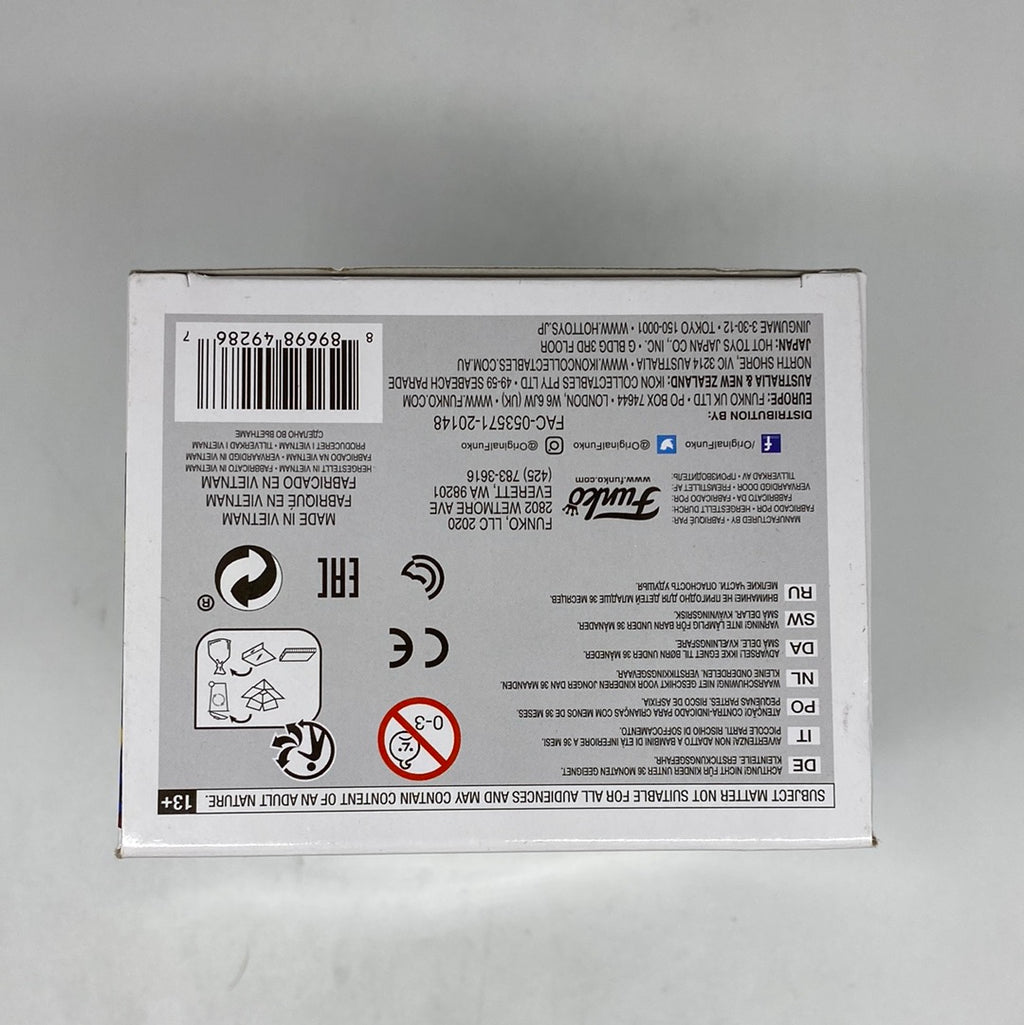 SUBJECT MATTER NOT SUITABLE FOR ALL AUDIENCES AND MAY CONTAIN CONTENT OF AN ADULT NATURE. 13+
DE ACHTUNG! NICHT FÜR KINDER UNTER 36 MONATEN GEEIGNET.
KLEINTEILE. ERSTICKUNGSGEFAHR.
IT AVVERTENZA! NON ADATTO A BAMBINI DI ETÀ INFERIORE A 36 MESI.
PICCOLE PARTI. RISCHIO DI SOFFOCAMENTO.
PO ATENÇÃO! CONTRA-INDICADO PARA CRIANÇAS COM MENOS DE 36 MESES.
PEQUENAS PARTES. RISCO DE ASFIXIA.
NL WAARSCHUWING! NIET GESCHIKT VOOR KINDEREN JONGER DAN 36 MAANDEN.
KLEINE ONDERDELEN. VERSTIKKINGSGEVAAR.
DA ADVARSEL! IKKE EGNET TIL BØRN UNDER 36 MÅNEDER.
SMÅ DELE. KVÆLNINGSFARE.
SW VARNING! INTE LÄMPLIG FÖR BARN UNDER 36 MÅNADER.
SMÅ DELAR. KVÄVNINGSRISK.
RU ВНИМАНИЕ! НЕ ПРИГОДНО ДЛЯ ДЕТЕЙ МЛАДШЕ 36 МЕСЯЦЕВ.
МЕЛКИЕ ЧАСТИ. ОПАСНОСТЬ УДУШЬЯ.
0-3
CE
EAC
®
MANUFACTURED BY • FABRIQUÉ PAR:
FABRICADO POR • HERGESTELLT DURCH:
FABBRICATO DA • FABRICADO POR:
VERVAARDIGD DOOR • FREMSTILLET AF:
TILLVERKAD AV • ПРОИЗВОДИТЕЛЬ:
Funko
www.funko.com
FUNKO, LLC 2020
2802 WETMORE AVE
EVERETT, WA 98201
(425) 783-3616
/OriginalFunko @OriginalFunko @OriginalFunko
FAC-053571-20148
DISTRIBUTION BY:
EUROPE: FUNKO UK LTD • PO BOX 74644 • LONDON, W6 6JW (UK) • WWW.FUNKO.COM
AUSTRALIA & NEW ZEALAND: IKON COLLECTABLES PTY LTD • 49-59 SEABEACH PARADE
NORTH SHORE, VIC 3214 AUSTRALIA • WWW.IKONCOLLECTABLES.COM.AU
JAPAN: HOT TOYS JAPAN CO., INC. • G BLDG 3RD FLOOR
JINGUMAE 3-30-12 • TOKYO 150-0001 • WWW.HOTTOYS.JP
MADE IN VIETNAM
FABRIQUÉ EN VIETNAM
FABRICADO EN VIETNAM
HERGESTELLT IN VIETNAM • FABBRICATO IN VIETNAM
FABRICADO NA VIETNAM • VERVAARDIGD IN VIETNAM
PRODUCERET I VIETNAM • TILLVERKAD I VIETNAM
СДЕЛАНО ВО ВЬЕТНАМЕ
8 89698 49286 7